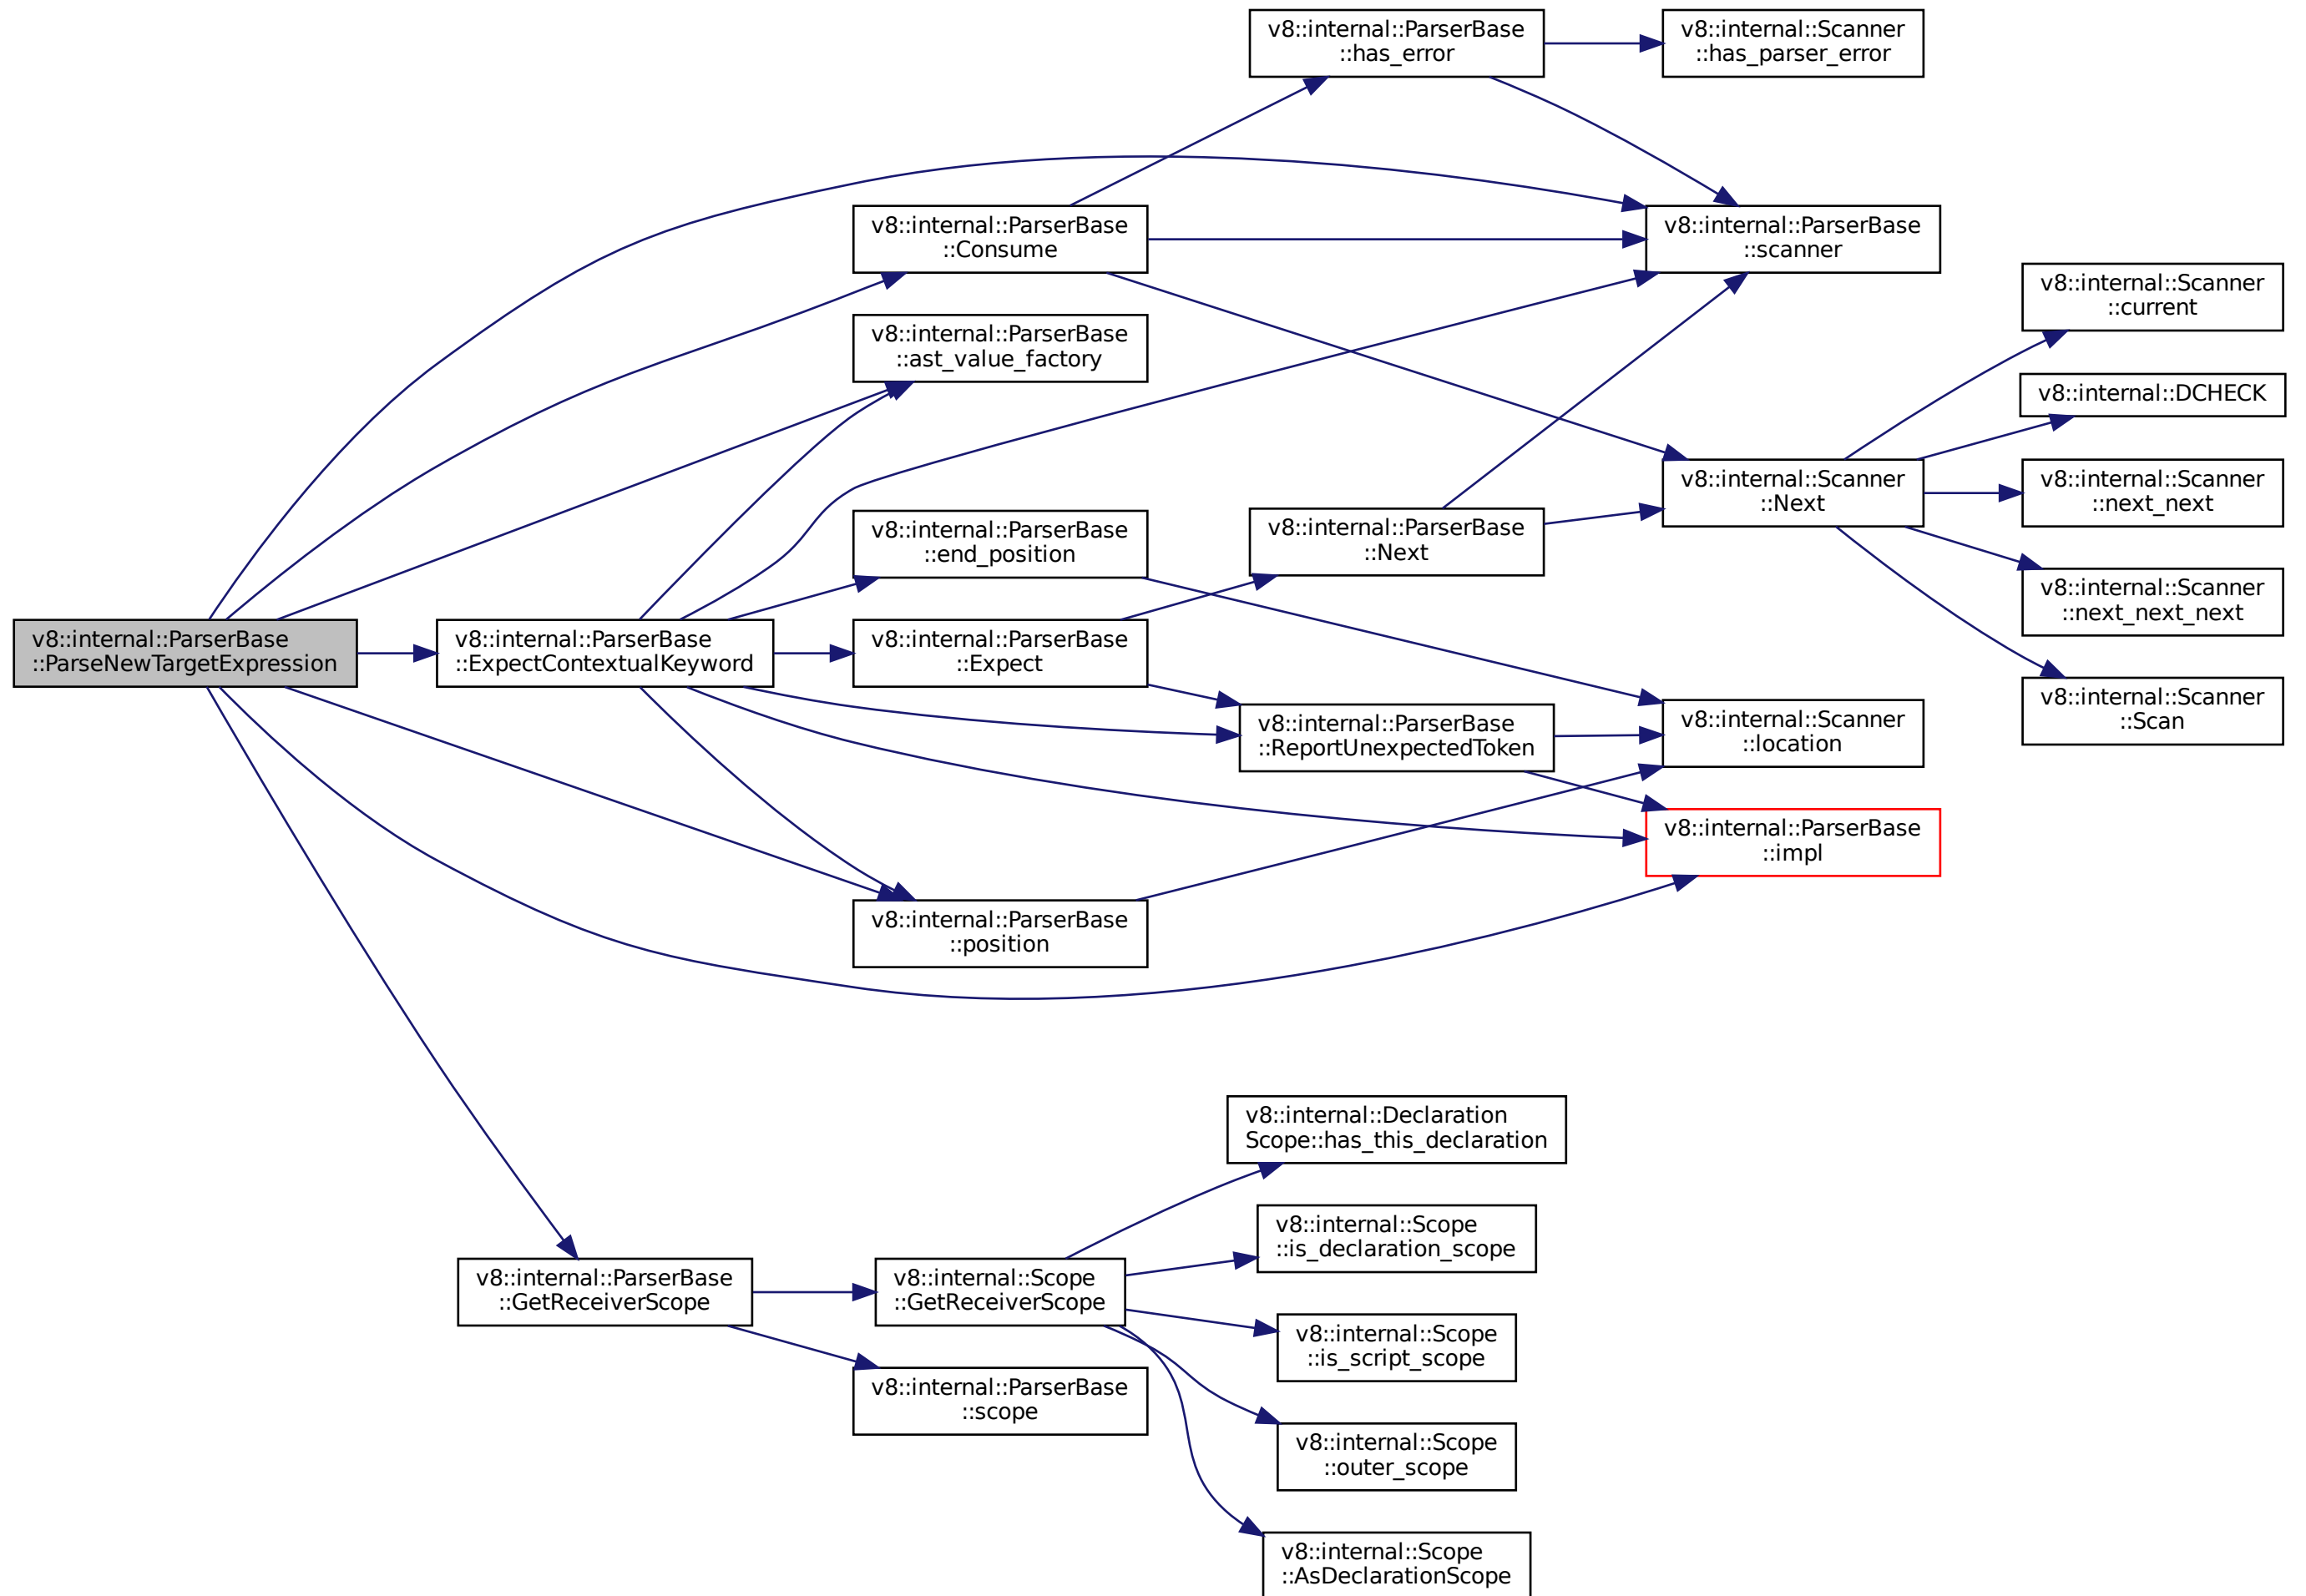 v8::internal::ParserBase
::ParseNewTargetExpression
v8::internal::ParserBase
::ExpectContextualKeyword
v8::internal::ParserBase
::GetReceiverScope
v8::internal::ParserBase
::Consume
v8::internal::ParserBase
::ast_value_factory
v8::internal::ParserBase
::end_position
v8::internal::ParserBase
::Expect
v8::internal::ParserBase
::position
v8::internal::Scope
::GetReceiverScope
v8::internal::ParserBase
::scope
v8::internal::ParserBase
::has_error
v8::internal::ParserBase
::Next
v8::internal::ParserBase
::ReportUnexpectedToken
v8::internal::Declaration
Scope::has_this_declaration
v8::internal::Scope
::is_declaration_scope
v8::internal::Scope
::is_script_scope
v8::internal::Scope
::outer_scope
v8::internal::Scope
::AsDeclarationScope
v8::internal::Scanner
::has_parser_error
v8::internal::ParserBase
::scanner
v8::internal::Scanner
::Next
v8::internal::Scanner
::location
v8::internal::ParserBase
::impl
v8::internal::Scanner
::current
v8::internal::DCHECK
v8::internal::Scanner
::next_next
v8::internal::Scanner
::next_next_next
v8::internal::Scanner
::Scan